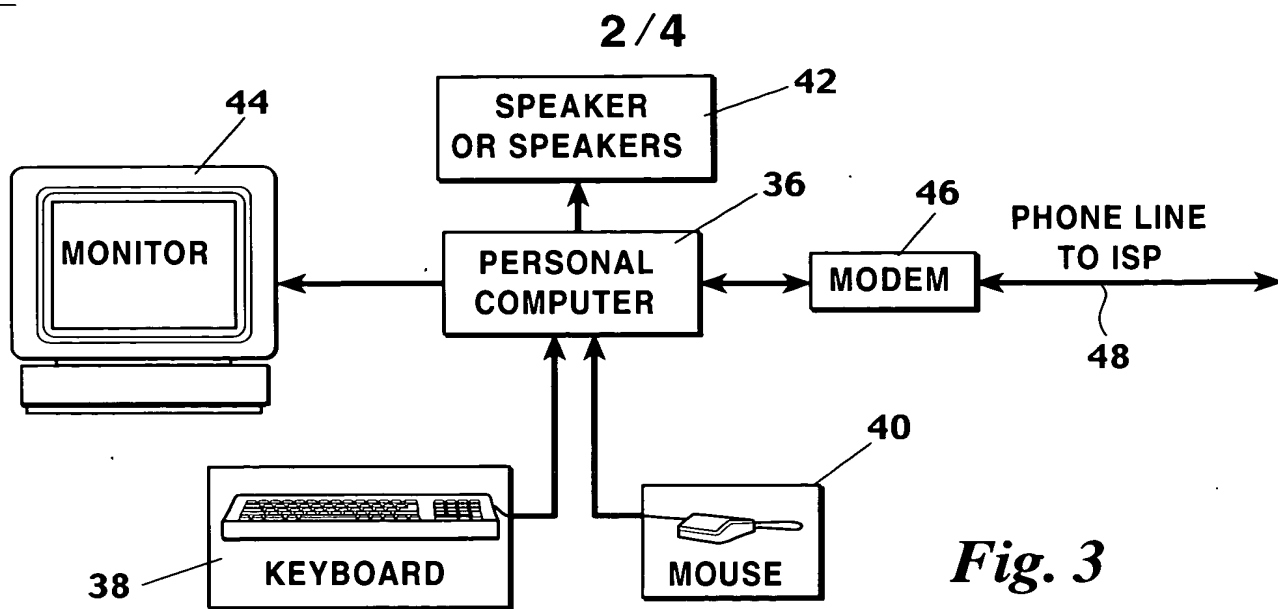 2/4
44
SPEAKER
OR SPEAKERS
42
MONITOR
PERSONAL
COMPUTER
36
46
MODEM
PHONE LINE
TO ISP
48
38
KEYBOARD
40
MOUSE
Fig. 3